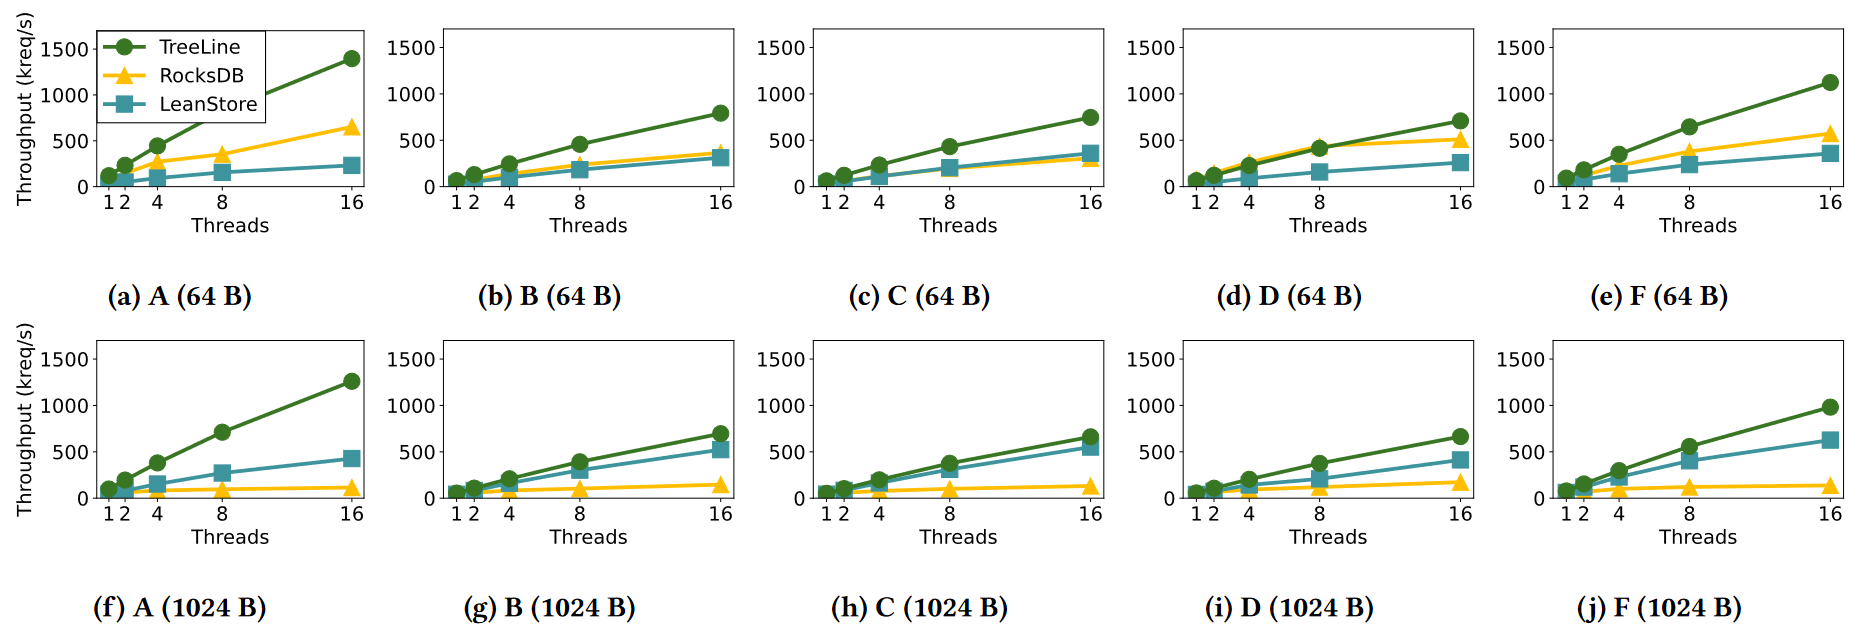 Throughput (kreq/s)
1500
1000
500
0
TreeLine
RocksDB
LeanStore
1 2 4 8 16
Threads
(a) A (64 B)
1500
1000
500
0
1 2 4 8 16
Threads
(b) B (64 B)
1500
1000
500
0
1 2 4 8 16
Threads
(c) C (64 B)
1500
1000
500
0
1 2 4 8 16
Threads
(d) D (64 B)
1500
1000
500
0
1 2 4 8 16
Threads
(e) F (64 B)
Throughput (kreq/s)
1500
1000
500
0
1 2 4 8 16
Threads
(f) A (1024 B)
1500
1000
500
0
1 2 4 8 16
Threads
(g) B (1024 B)
1500
1000
500
0
1 2 4 8 16
Threads
(h) C (1024 B)
1500
1000
500
0
1 2 4 8 16
Threads
(i) D (1024 B)
1500
1000
500
0
1 2 4 8 16
Threads
(j) F (1024 B)